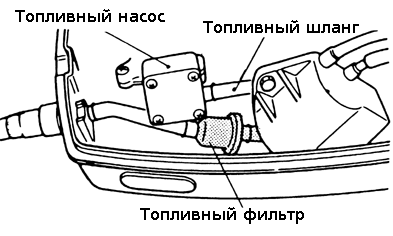 Топливный насос
Топливный шланг
Топливный фильтр